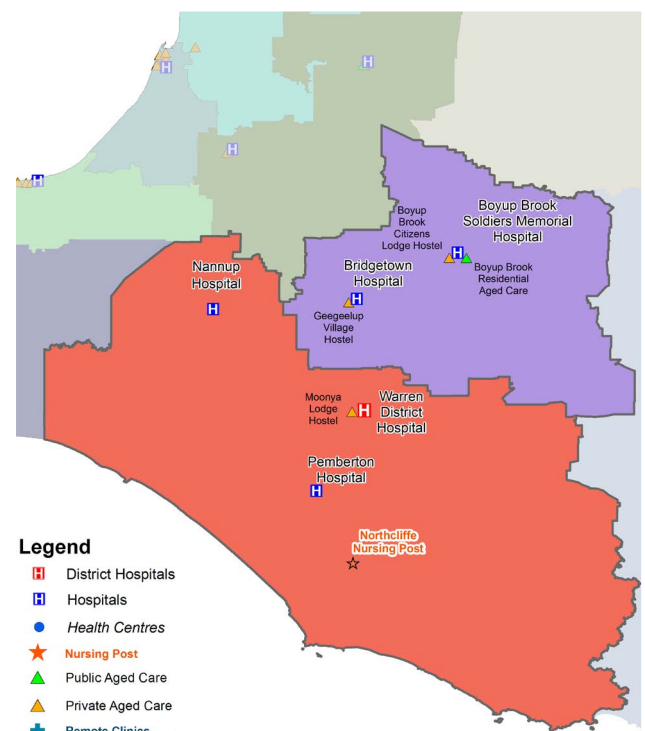 Boyup Brook
Soldiers Memorial
Hospital
Boyup
Brook
Citizens
Lodge Hostel
Boyup Brook
Residential
Aged Care
Nannup
Hospital
Bridgetown
Hospital
Geegeelup
Village
Hostel
Moonya
Lodge
Hostel
Warren
District
Hospital
Pemberton
Hospital
Northcliffe
Nursing Post
Legend
H District Hospitals
H Hospitals
Health Centres
Nursing Post
Public Aged Care
Private Aged Care
Remote Clinics